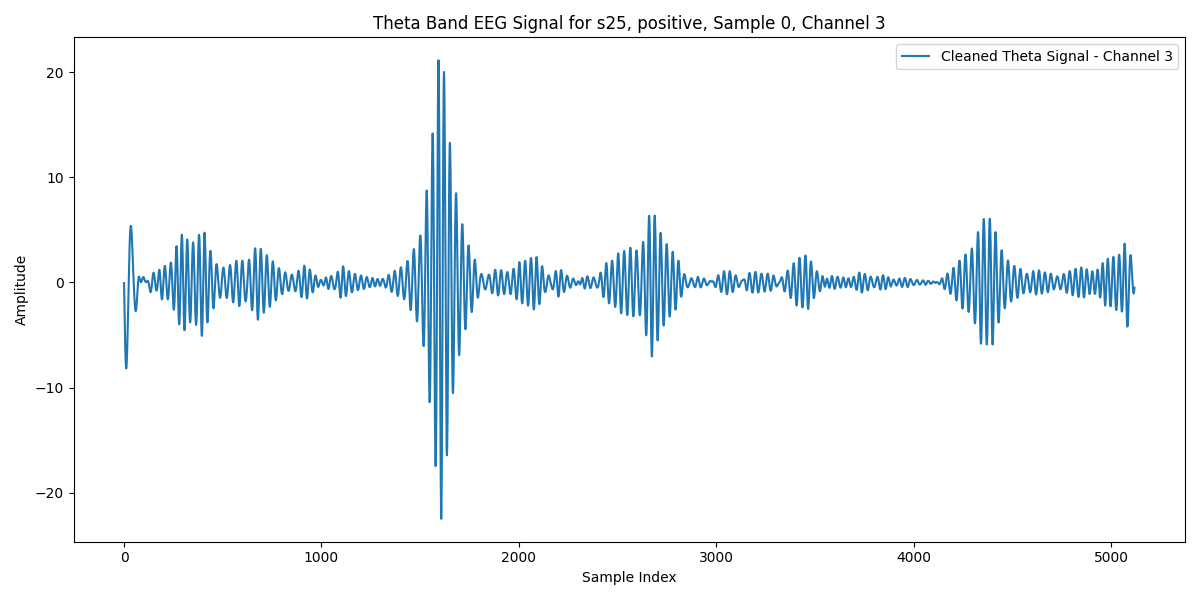 Theta Band EEG Signal for s25, positive, Sample 0, Channel 3
Cleaned Theta Signal - Channel 3
20
10
0
−10
−20
Amplitude
0 1000 2000 3000 4000 5000
Sample Index